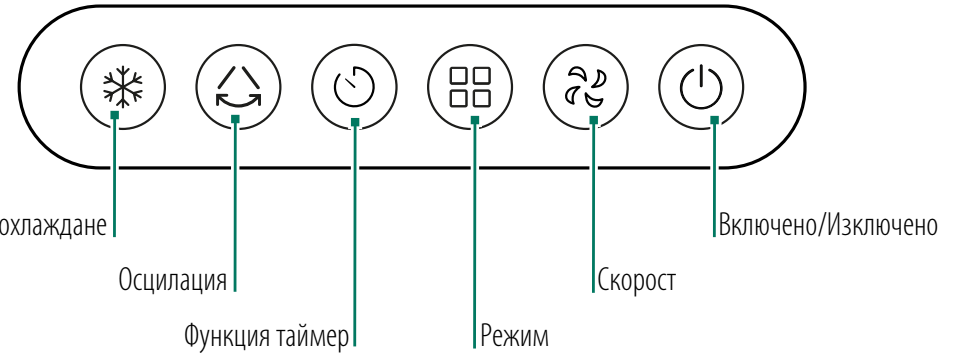 охлаждане
Включено/Изключено
Осцилация
Скорост
Функция таймер
Режим